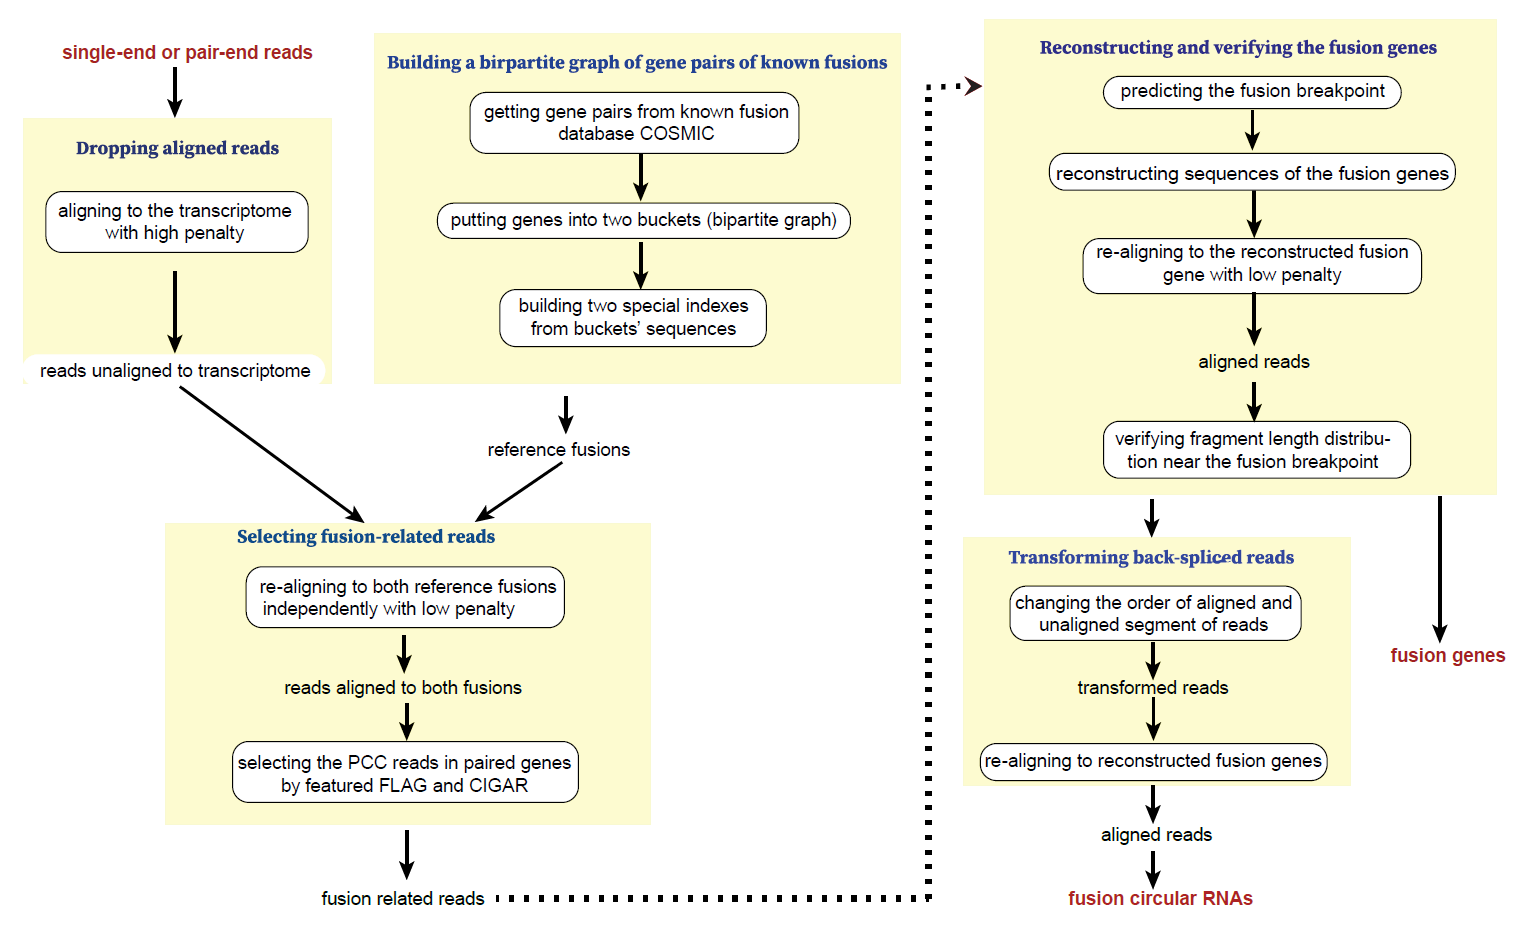 single-end or pair-end reads
Dropping aligned reads
aligning to the transcriptome
with high penalty
reads unaligned to transcriptome
Building a birpartite graph of gene pairs of known fusions
getting gene pairs from known fusion
database COSMIC
putting genes into two buckets (bipartite graph)
building two special indexes
from buckets’ sequences
reference fusions
Selecting fusion-related reads
re-aligning to both reference fusions
independently with low penalty
reads aligned to both fusions
selecting the PCC reads in paired genes
by featured FLAG and CIGAR
fusion related reads
Reconstructing and verifying the fusion genes
predicting the fusion breakpoint
reconstructing sequences of the fusion genes
re-aligning to the reconstructed fusion
gene with low penalty
aligned reads
verifying fragment length distribu-
tion near the fusion breakpoint
Transforming back-spliced reads
changing the order of aligned and
unaligned segment of reads
transformed reads
re-aligning to reconstructed fusion genes
aligned reads
fusion circular RNAs
fusion genes